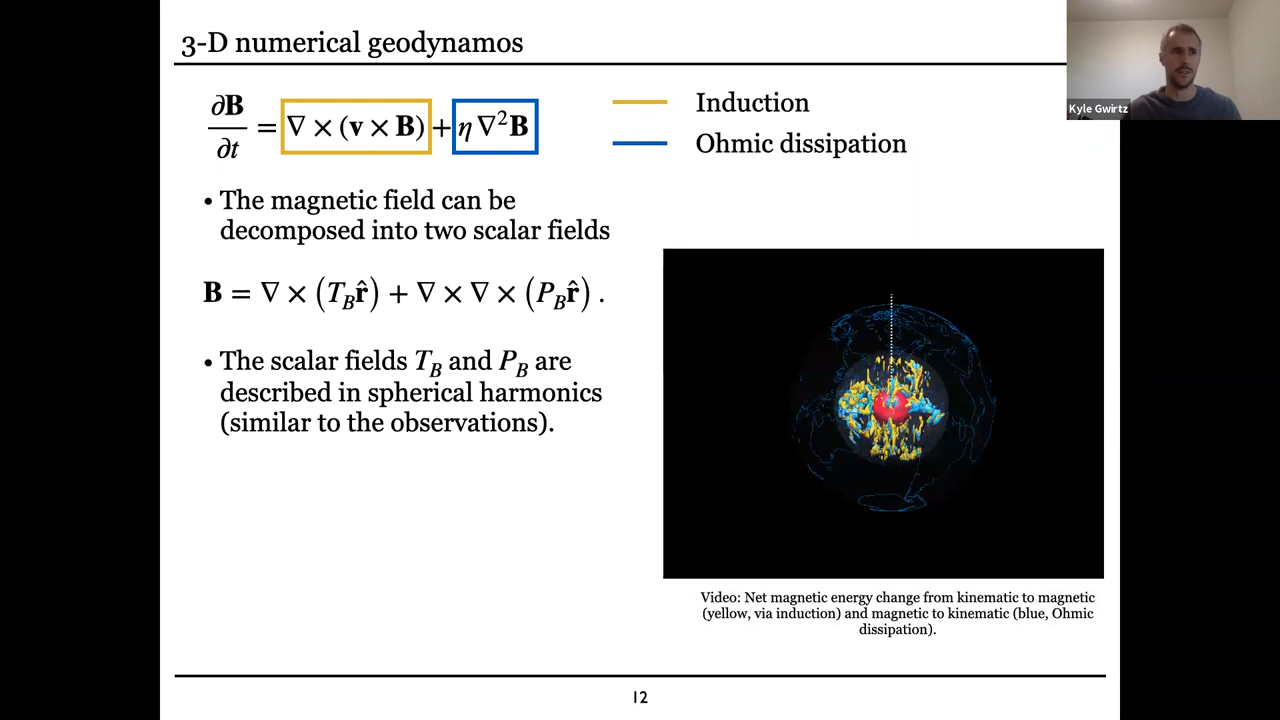 3-D numerical geodynamos
Kyle Gwirtz
∂B/∂t = ∇ × (v × B) + η ∇²B
Induction
Ohmic dissipation
• The magnetic field can be
decomposed into two scalar fields
B = ∇ × (T_B r̂) + ∇ × ∇ × (P_B r̂) .
• The scalar fields T_B and P_B are
described in spherical harmonics
(similar to the observations).
Video: Net magnetic energy change from kinematic to magnetic
(yellow, via induction) and magnetic to kinematic (blue, Ohmic
dissipation).
12